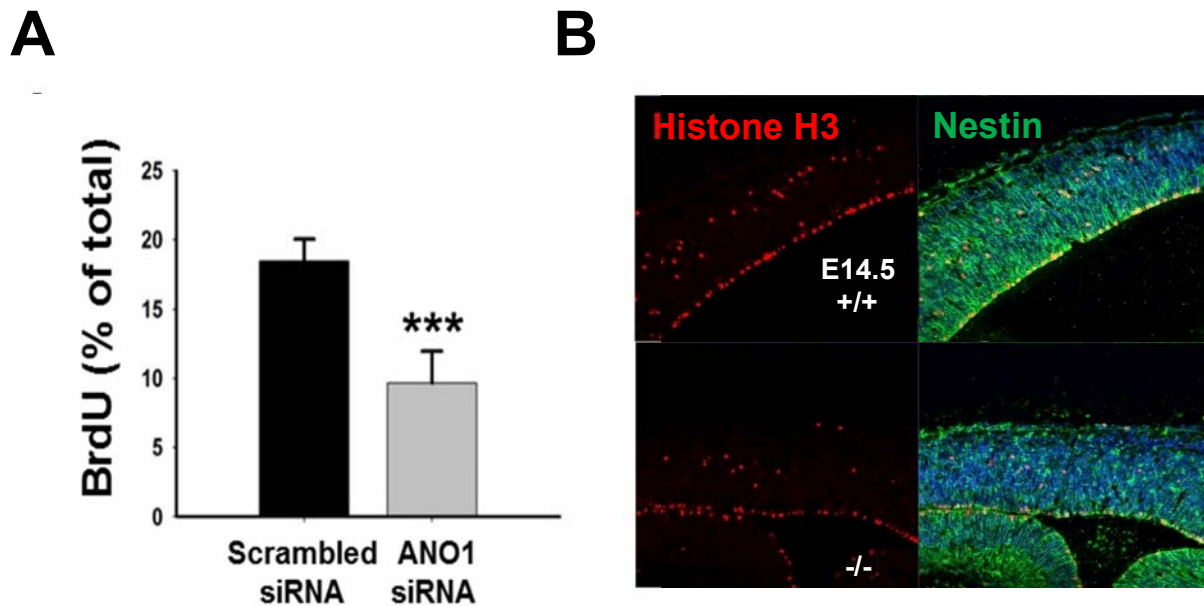 A
B
BrdU (% of total)
25
20
15
10
5
0
***
Scrambled
siRNA
ANO1
siRNA
Histone H3
Nestin
E14.5
+/+
-/-